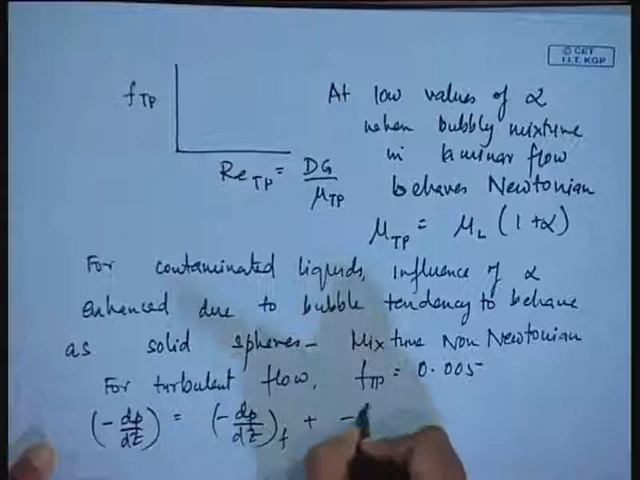 © CET
I.I.T. KGP
f_TP
Re_TP = DG / μ_TP
At low values of α
when bubbly mixture
in laminar flow
behaves Newtonian
μ_TP = μ_L (1+α)
For contaminated liquids, influence of α
enhanced due to bubble tendency to behave
as solid spheres – Mixture Non Newtonian
For turbulent flow, f_TP = 0.005
(-dp/dz) = (-dp/dz)_f + -